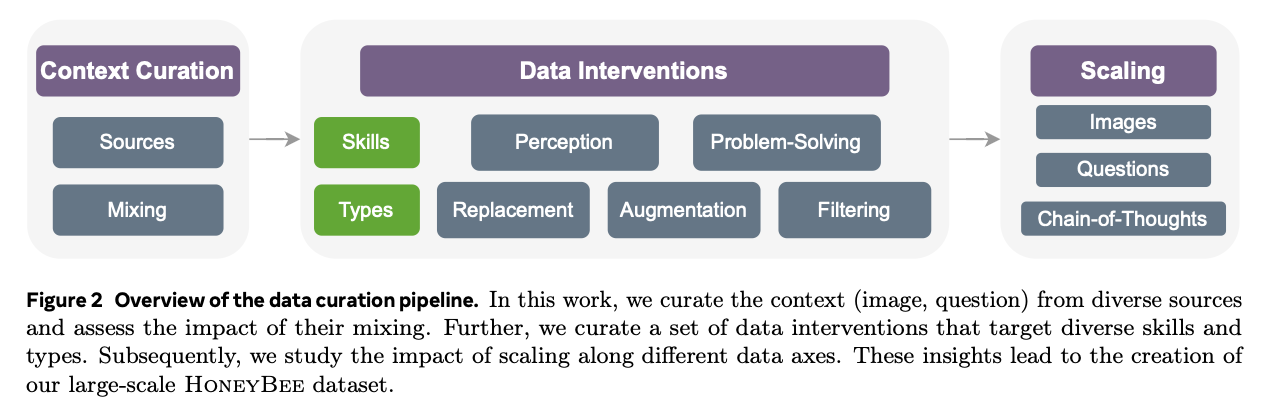 Context Curation
Sources
Mixing
Data Interventions
Skills Perception Problem-Solving
Types Replacement Augmentation Filtering
Scaling
Images
Questions
Chain-of-Thoughts
Figure 2 Overview of the data curation pipeline. In this work, we curate the context (image, question) from diverse sources
and assess the impact of their mixing. Further, we curate a set of data interventions that target diverse skills and
types. Subsequently, we study the impact of scaling along different data axes. These insights lead to the creation of
our large-scale HONEYBEE dataset.